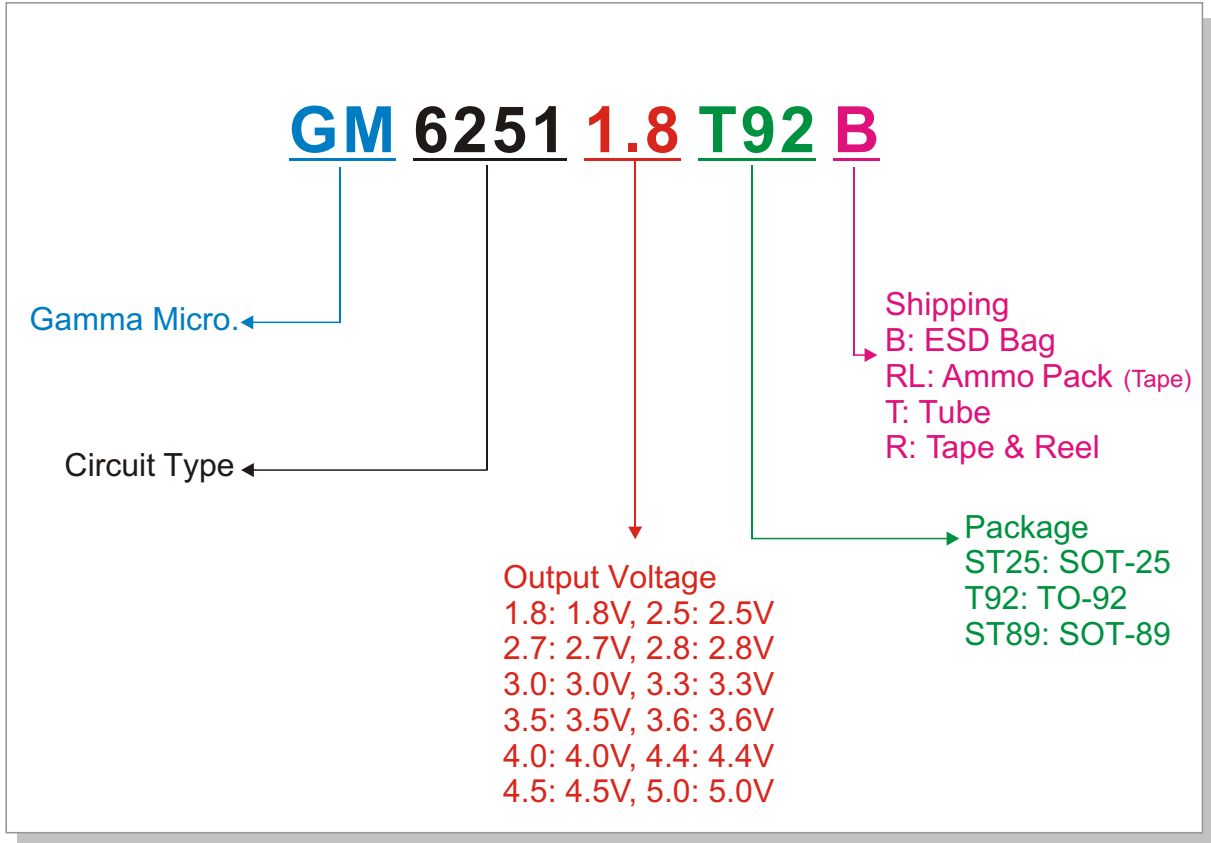 GM 6251 1.8 T92 B
Gamma Micro.
Circuit Type
Output Voltage
1.8: 1.8V, 2.5: 2.5V
2.7: 2.7V, 2.8: 2.8V
3.0: 3.0V, 3.3: 3.3V
3.5: 3.5V, 3.6: 3.6V
4.0: 4.0V, 4.4: 4.4V
4.5: 4.5V, 5.0: 5.0V
Shipping
B: ESD Bag
RL: Ammo Pack (Tape)
T: Tube
R: Tape & Reel
Package
ST25: SOT-25
T92: TO-92
ST89: SOT-89